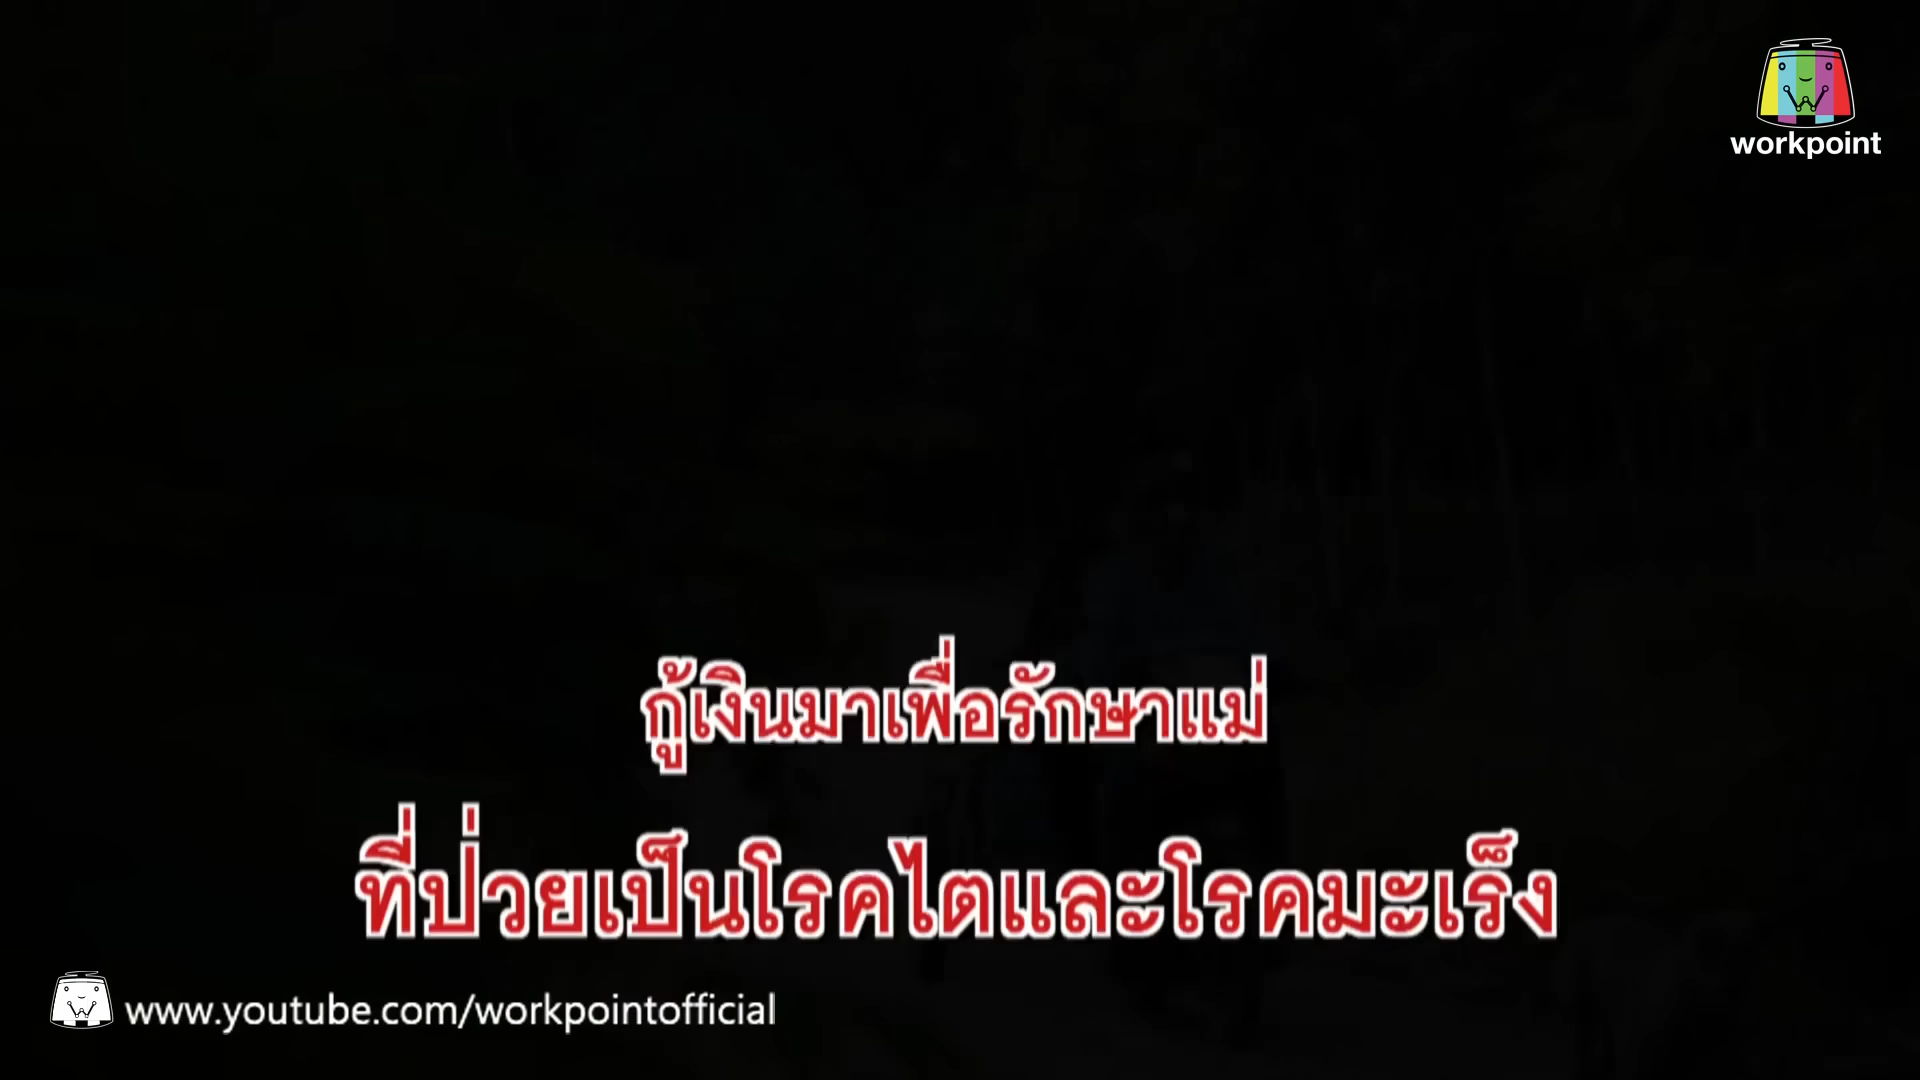 workpoint
กู้เงินมาเพื่อรักษาแม่
ที่ป่วยเป็นโรคไตและโรคมะเร็ง
www.youtube.com/workpointofficial